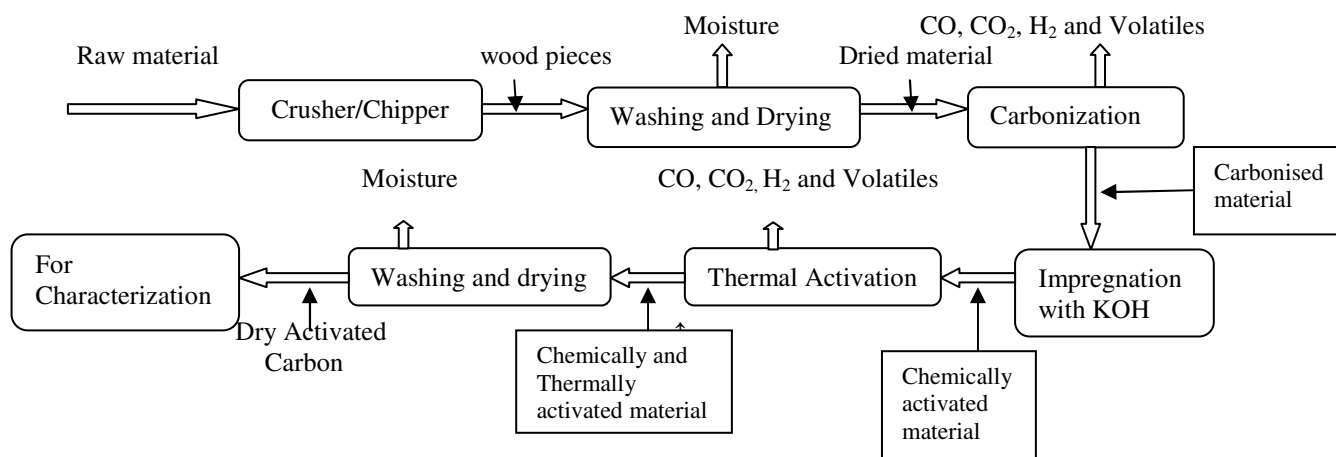 Raw material
Crusher/Chipper
wood pieces
Moisture
Washing and Drying
Dried material
CO, CO₂, H₂ and Volatiles
Carbonization
Carbonised
material
Impregnation
with KOH
Chemically
activated
material
CO, CO₂, H₂ and Volatiles
Thermal Activation
Chemically and
Thermally
activated material
Moisture
Washing and drying
Dry Activated
Carbon
For
Characterization